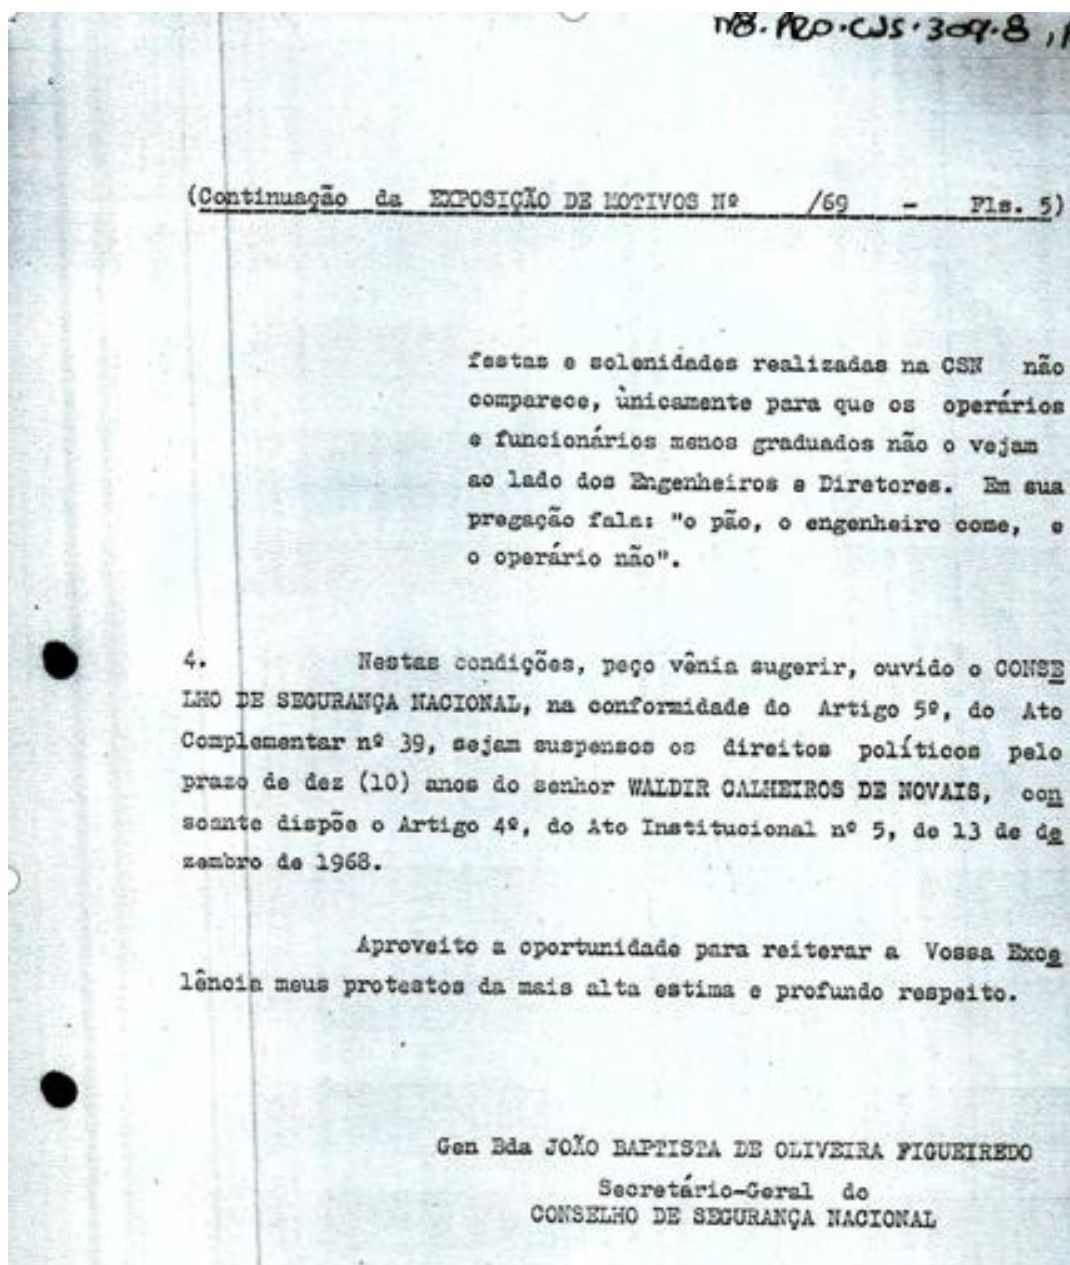 n8.PRO.CJS.309.8
(Continuação da EXPOSIÇÃO DE MOTIVOS Nº /69 - Fls. 5)
festas e solenidades realizadas na CSN não
comparece, ùnicamente para que os operários
e funcionários menos graduados não o vejam
ao lado dos Engenheiros e Diretores. Em sua
pregação fala: "o pão, o engenheiro come, e
o operário não".
4. Nestas condições, peço vênia sugerir, ouvido o CONSE
LHO DE SEGURANÇA NACIONAL, na conformidade do Artigo 5º, do Ato
Complementar nº 39, sejam suspensos os direitos políticos pelo
prazo de dez (10) anos do senhor WALDIR CALHEIROS DE NOVAIS, con
soante dispõe o Artigo 4º, do Ato Institucional nº 5, de 13 de de
zembro de 1968.
Aproveito a oportunidade para reiterar a Vossa Exce
lência meus protestos da mais alta estima e profundo respeito.
Gen Bda JOÃO BAPTISTA DE OLIVEIRA FIGUEIREDO
Secretário-Geral do
CONSELHO DE SEGURANÇA NACIONAL